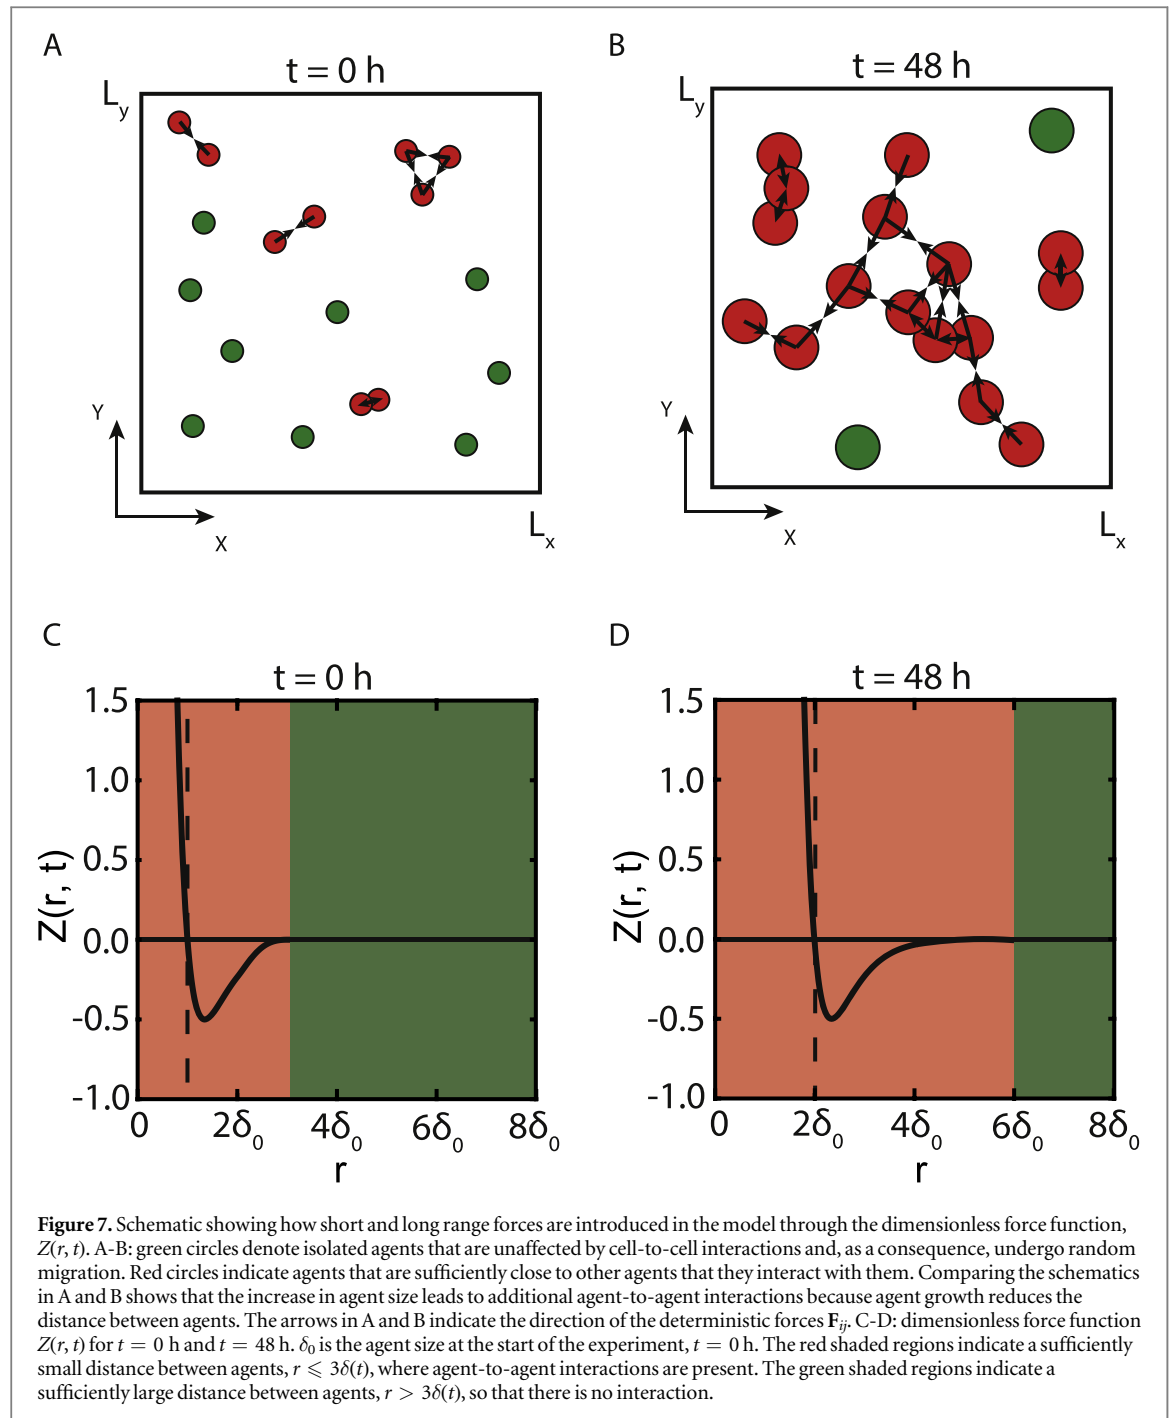 A
t = 0 h
L_y
Y
X
L_x
B
t = 48 h
L_y
Y
X
L_x
C
t = 0 h
1.5
1.0
0.5
0.0
-0.5
-1.0
Z(r, t)
0 2δ_0 4δ_0 6δ_0 8δ_0
r
D
t = 48 h
1.5
1.0
0.5
0.0
-0.5
-1.0
Z(r, t)
0 2δ_0 4δ_0 6δ_0 8δ_0
r
Figure 7. Schematic showing how short and long range forces are introduced in the model through the dimensionless force function,
Z(r, t). A-B: green circles denote isolated agents that are unaffected by cell-to-cell interactions and, as a consequence, undergo random
migration. Red circles indicate agents that are sufficiently close to other agents that they interact with them. Comparing the schematics
in A and B shows that the increase in agent size leads to additional agent-to-agent interactions because agent growth reduces the
distance between agents. The arrows in A and B indicate the direction of the deterministic forces F_ij. C-D: dimensionless force function
Z(r, t) for t = 0 h and t = 48 h. δ_0 is the agent size at the start of the experiment, t = 0 h. The red shaded regions indicate a sufficiently
small distance between agents, r ⩽ 3δ(t), where agent-to-agent interactions are present. The green shaded regions indicate a
sufficiently large distance between agents, r > 3δ(t), so that there is no interaction.